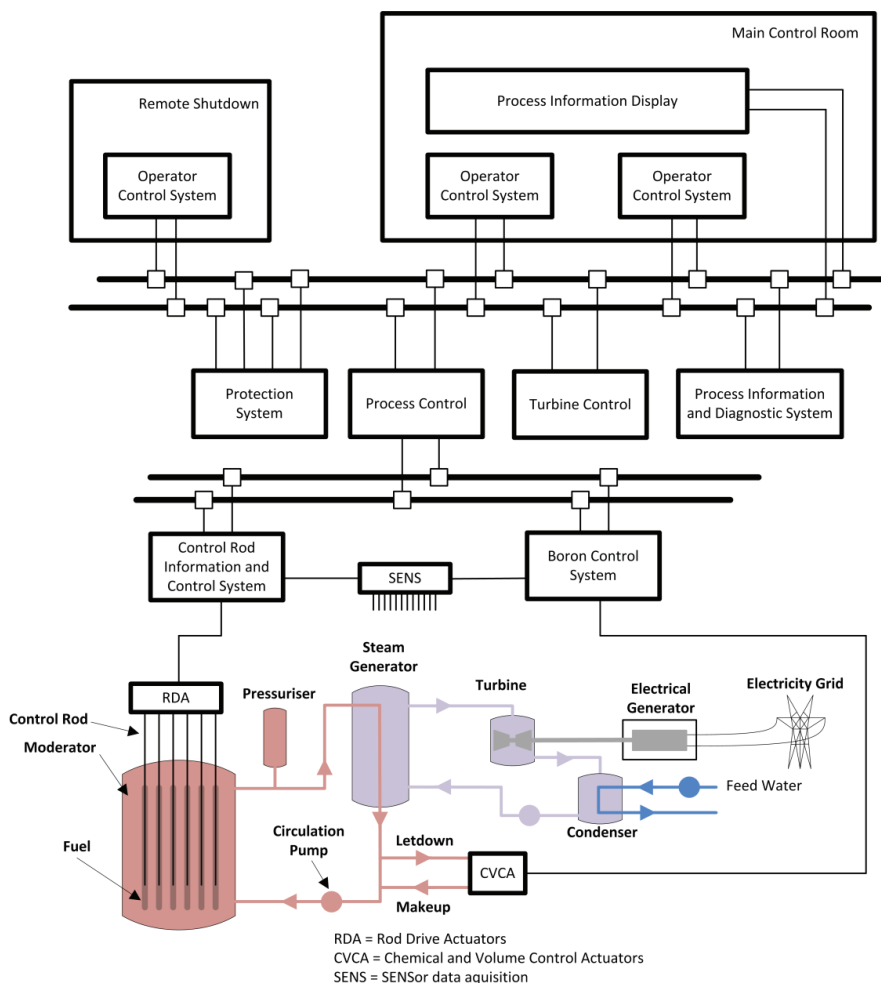 Main Control Room
Remote Shutdown
Process Information Display
Operator
Control System
Operator
Control System
Operator
Control System
Protection
System
Process Control
Turbine Control
Process Information
and Diagnostic System
Control Rod
Information and
Control System
SENS
Boron Control
System
RDA
Control Rod
Moderator
Fuel
Pressuriser
Steam
Generator
Turbine
Electrical
Generator
Electricity Grid
Feed Water
Condenser
Circulation
Pump
Letdown
CVCA
Makeup
RDA = Rod Drive Actuators
CVCA = Chemical and Volume Control Actuators
SENS = SENSor data aquisition